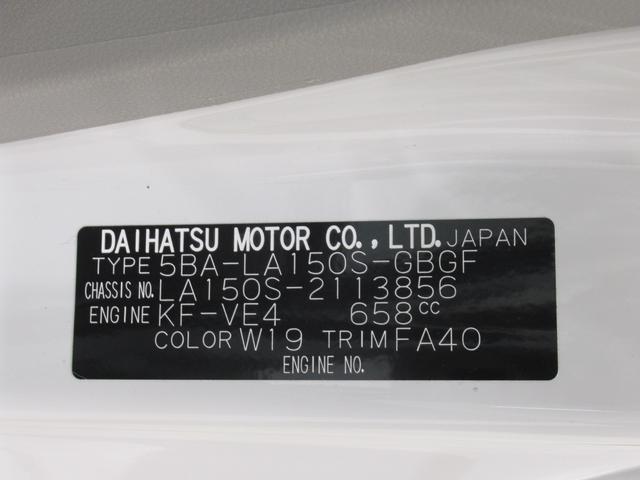 DAIHATSU MOTOR CO., LTD. JAPAN
TYPE 5BA-LA150S-GBGF
CHASSIS NO. LA150S-2113856
ENGINE KF-VE4 658cc
COLOR W19 TRIM FA40
ENGINE NO.